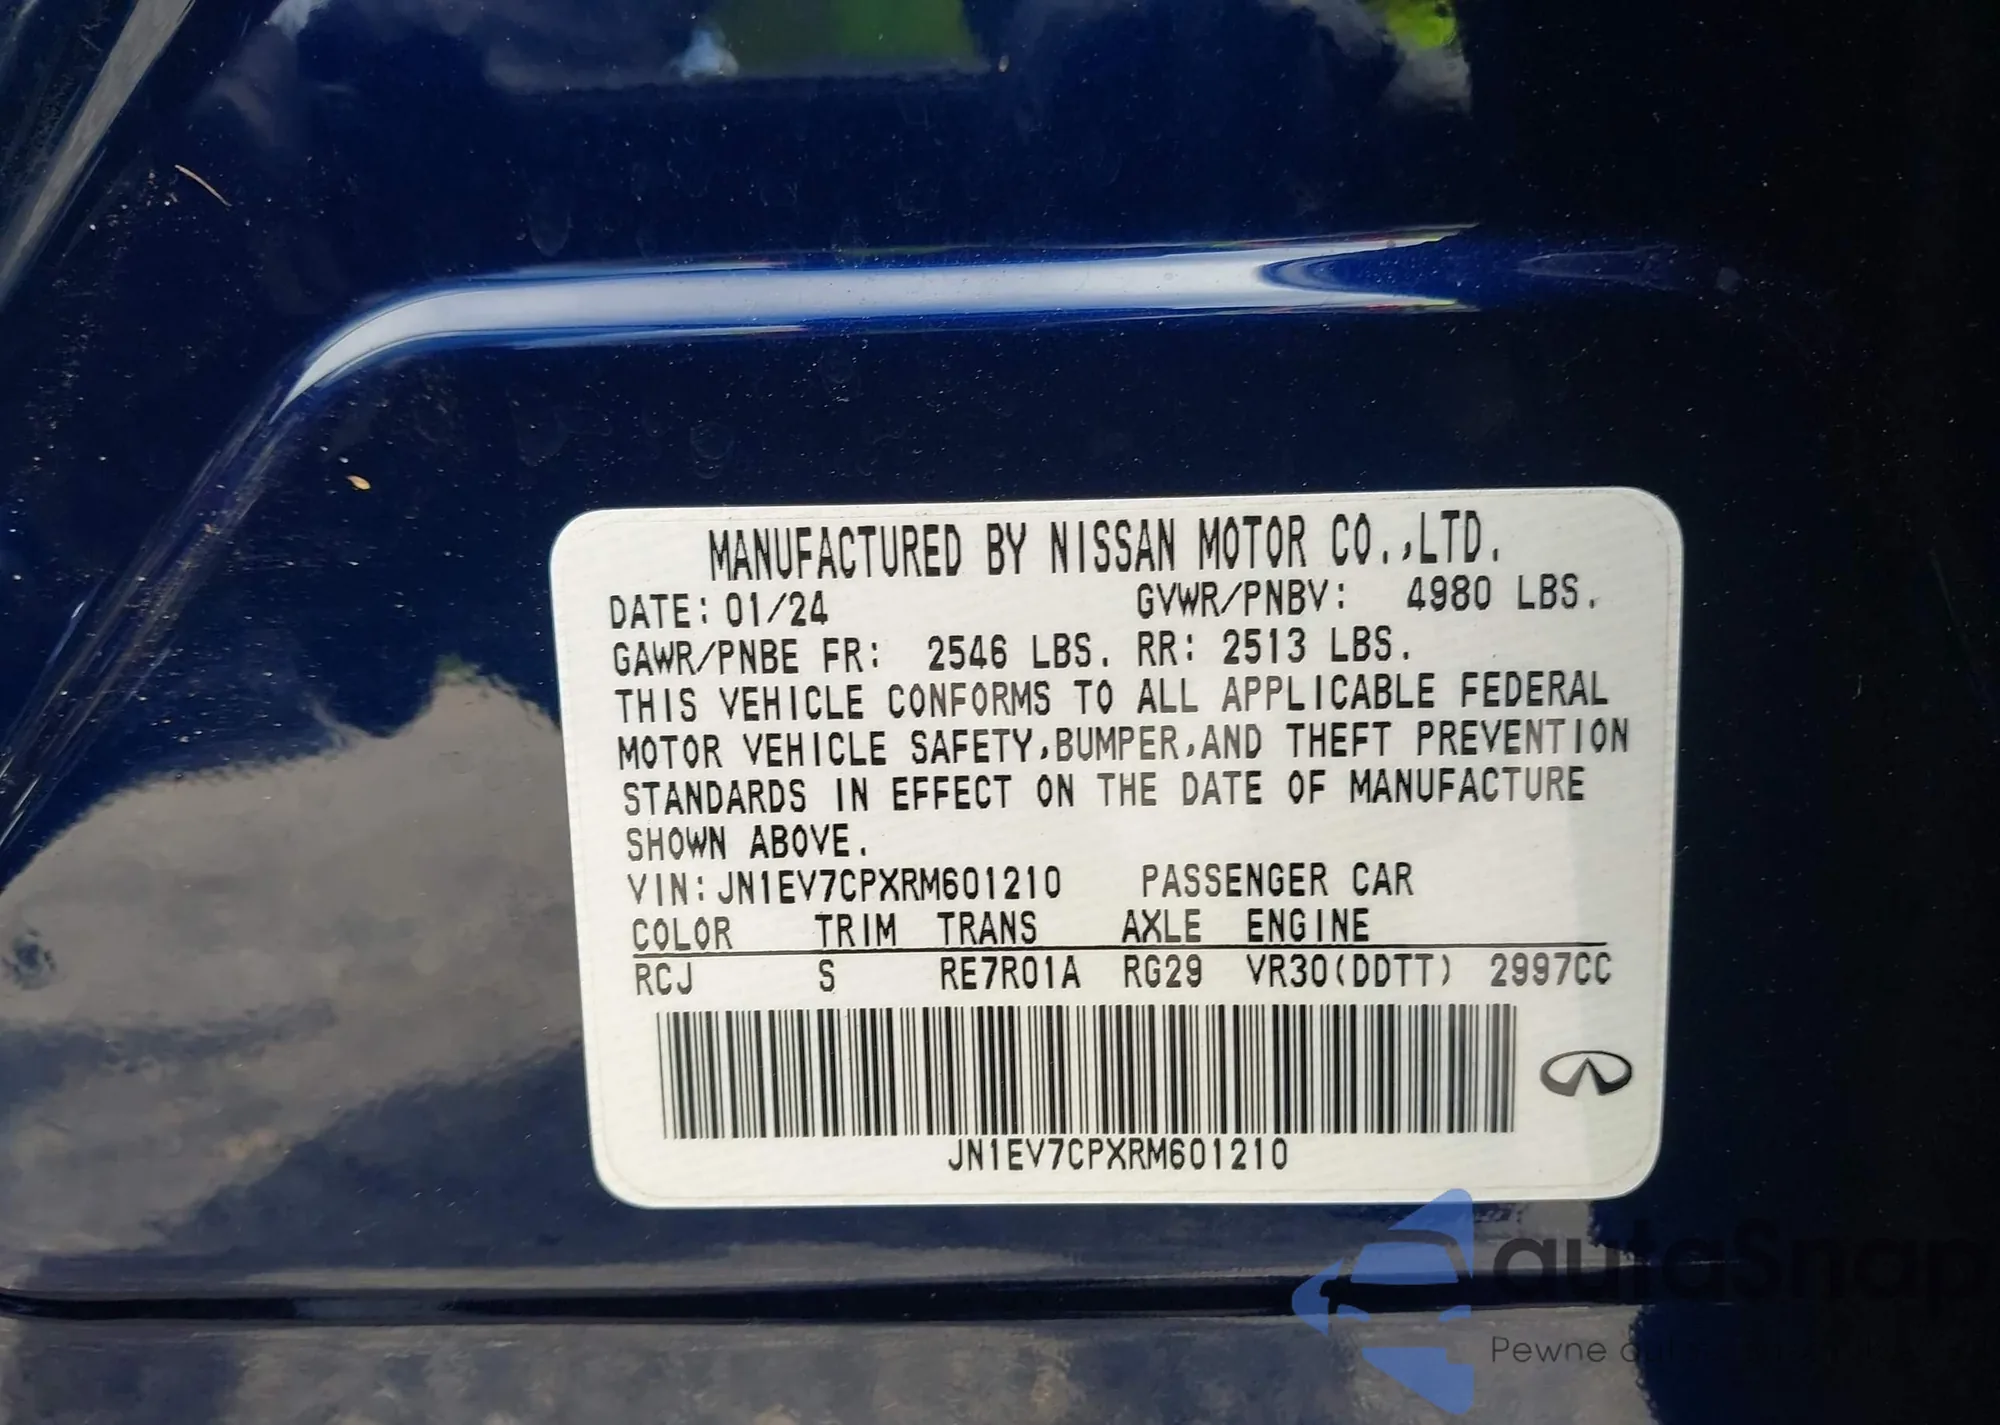 MANUFACTURED BY NISSAN MOTOR CO.,LTD.
DATE: 01/24 GVWR/PNBV: 4980 LBS.
GAWR/PNBE FR: 2546 LBS. RR: 2513 LBS.
THIS VEHICLE CONFORMS TO ALL APPLICABLE FEDERAL
MOTOR VEHICLE SAFETY,BUMPER,AND THEFT PREVENTION
STANDARDS IN EFFECT ON THE DATE OF MANUFACTURE
SHOWN ABOVE.
VIN: JN1EV7CPXRM601210 PASSENGER CAR
COLOR TRIM TRANS AXLE ENGINE
RCJ S RE7R01A RG29 VR30(DDTT) 2997CC
JN1EV7CPXRM601210
autaSnap
Pewne